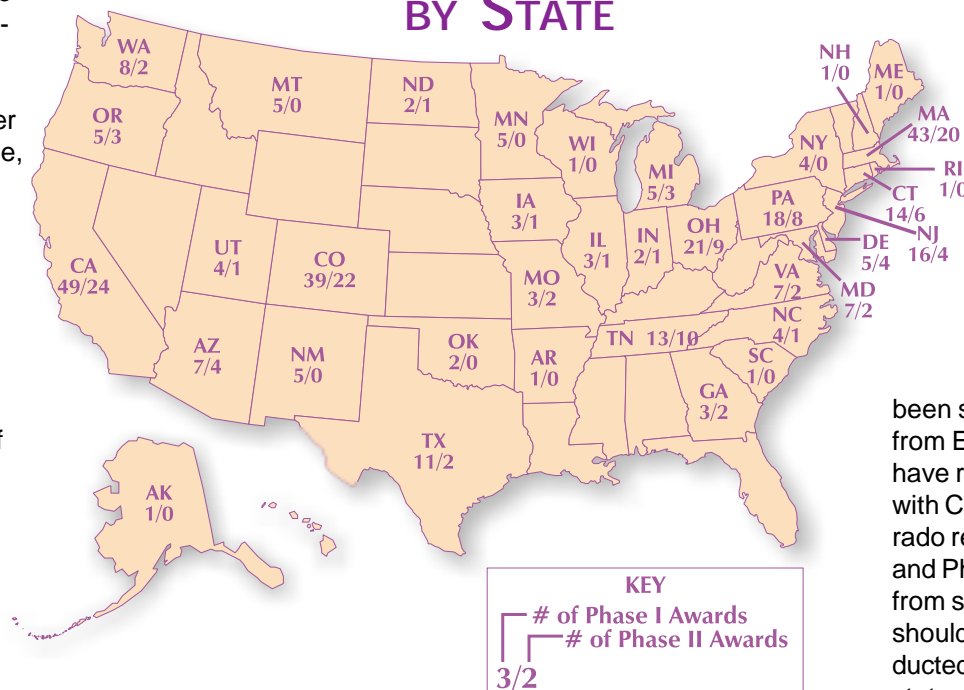 BY STATE
er
e,
f
WA
8/2
OR
5/3
MT
5/0
ND
2/1
MN
5/0
WI
1/0
MI
5/3
NH
1/0
ME
1/0
MA
43/20
NY
4/0
RI
CT
14/6
NJ
16/4
PA
18/8
DE
5/4
MD
7/2
IA
3/1
IL
3/1
IN
2/1
OH
21/9
VA
7/2
CA
49/24
UT
4/1
CO
39/22
MO
3/2
NC
4/1
TN 13/10
SC
1/0
AZ
7/4
NM
5/0
OK
2/0
AR
1/0
GA
3/2
TX
11/2
AK
1/0
KEY
# of Phase I Awards
# of Phase II Awards
3/2
been s
from E
have r
with C
rado re
and Ph
from s
should
ducted